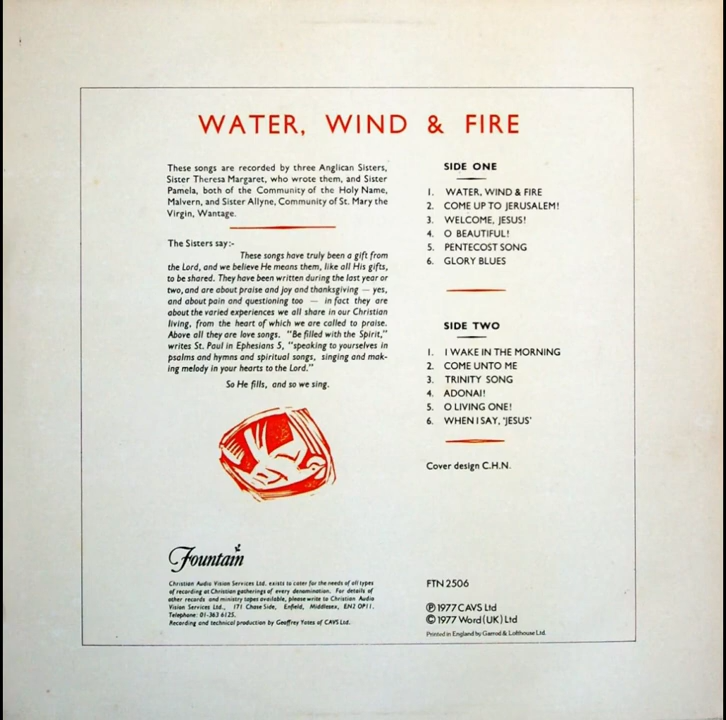 WATER, WIND & FIRE
These songs are recorded by three Anglican Sisters,
Sister Theresa Margaret, who wrote them, and Sister
Pamela, both of the Community of the Holy Name,
Malvern, and Sister Allyne, Community of St. Mary the
Virgin, Wantage.
The Sisters say:-
These songs have truly been a gift from
the Lord, and we believe He means them, like all His gifts,
to be shared. They have been written during the last year or
two, and are about praise and joy and thanksgiving — yes,
and about pain and questioning too — in fact they are
about the varied experiences we all share in our Christian
living, from the heart of which we are called to praise.
Above all they are love songs. "Be filled with the Spirit,"
writes St. Paul in Ephesians 5, "speaking to yourselves in
psalms and hymns and spiritual songs, singing and mak-
ing melody in your hearts to the Lord."
So He fills, and so we sing.
Fountain
Christian Audio Vision Services Ltd. exists to cater for the needs of all types
of recording at Christian gatherings of every denomination. For details of
other records and ministry tapes available, please write to Christian Audio
Vision Services Ltd., 171 Chase Side, Enfield, Middlesex, EN2 0P11,
Telephone: 01-363 6125.
Recording and technical production by Geoffrey Yates of CAVS Ltd.
SIDE ONE
1. WATER, WIND & FIRE
2. COME UP TO JERUSALEM!
3. WELCOME, JESUS!
4. O BEAUTIFUL!
5. PENTECOST SONG
6. GLORY BLUES
SIDE TWO
1. I WAKE IN THE MORNING
2. COME UNTO ME
3. TRINITY SONG
4. ADONAI!
5. O LIVING ONE!
6. WHEN I SAY, 'JESUS'
Cover design C.H.N.
FTN 2506
℗ 1977 CAVS Ltd
© 1977 Word (UK) Ltd
Printed in England by Garrod & Lofthouse Ltd.